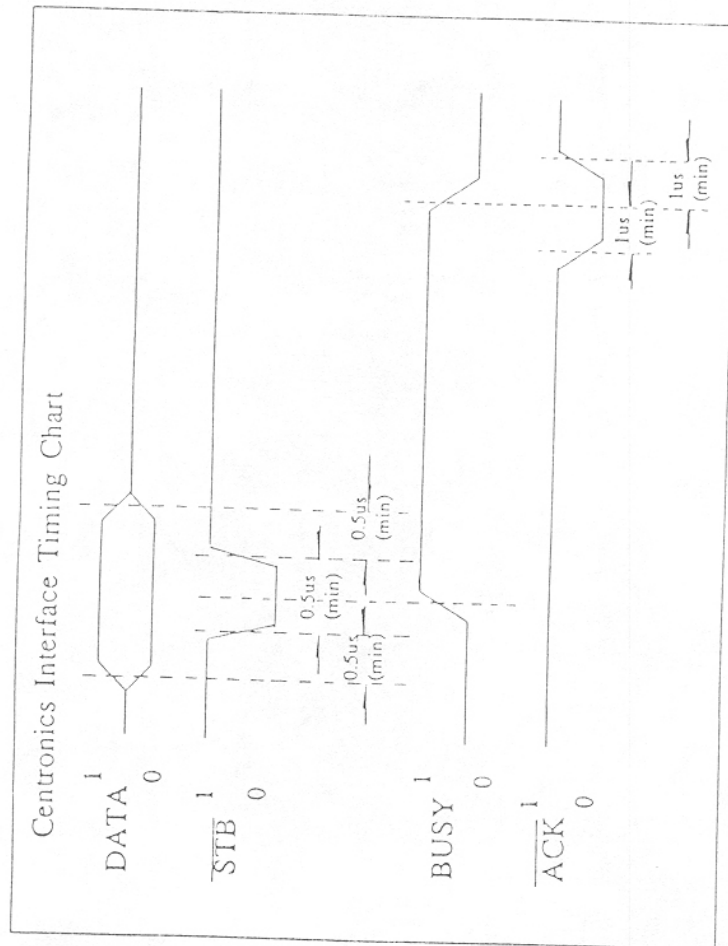 Centronics Interface Timing Chart
DATA 1
0
STB 1
0
0.5us
(min)
0.5us
(min)
0.5us
(min)
BUSY 1
0
ACK 1
0
1us
(min)
1us
(min)